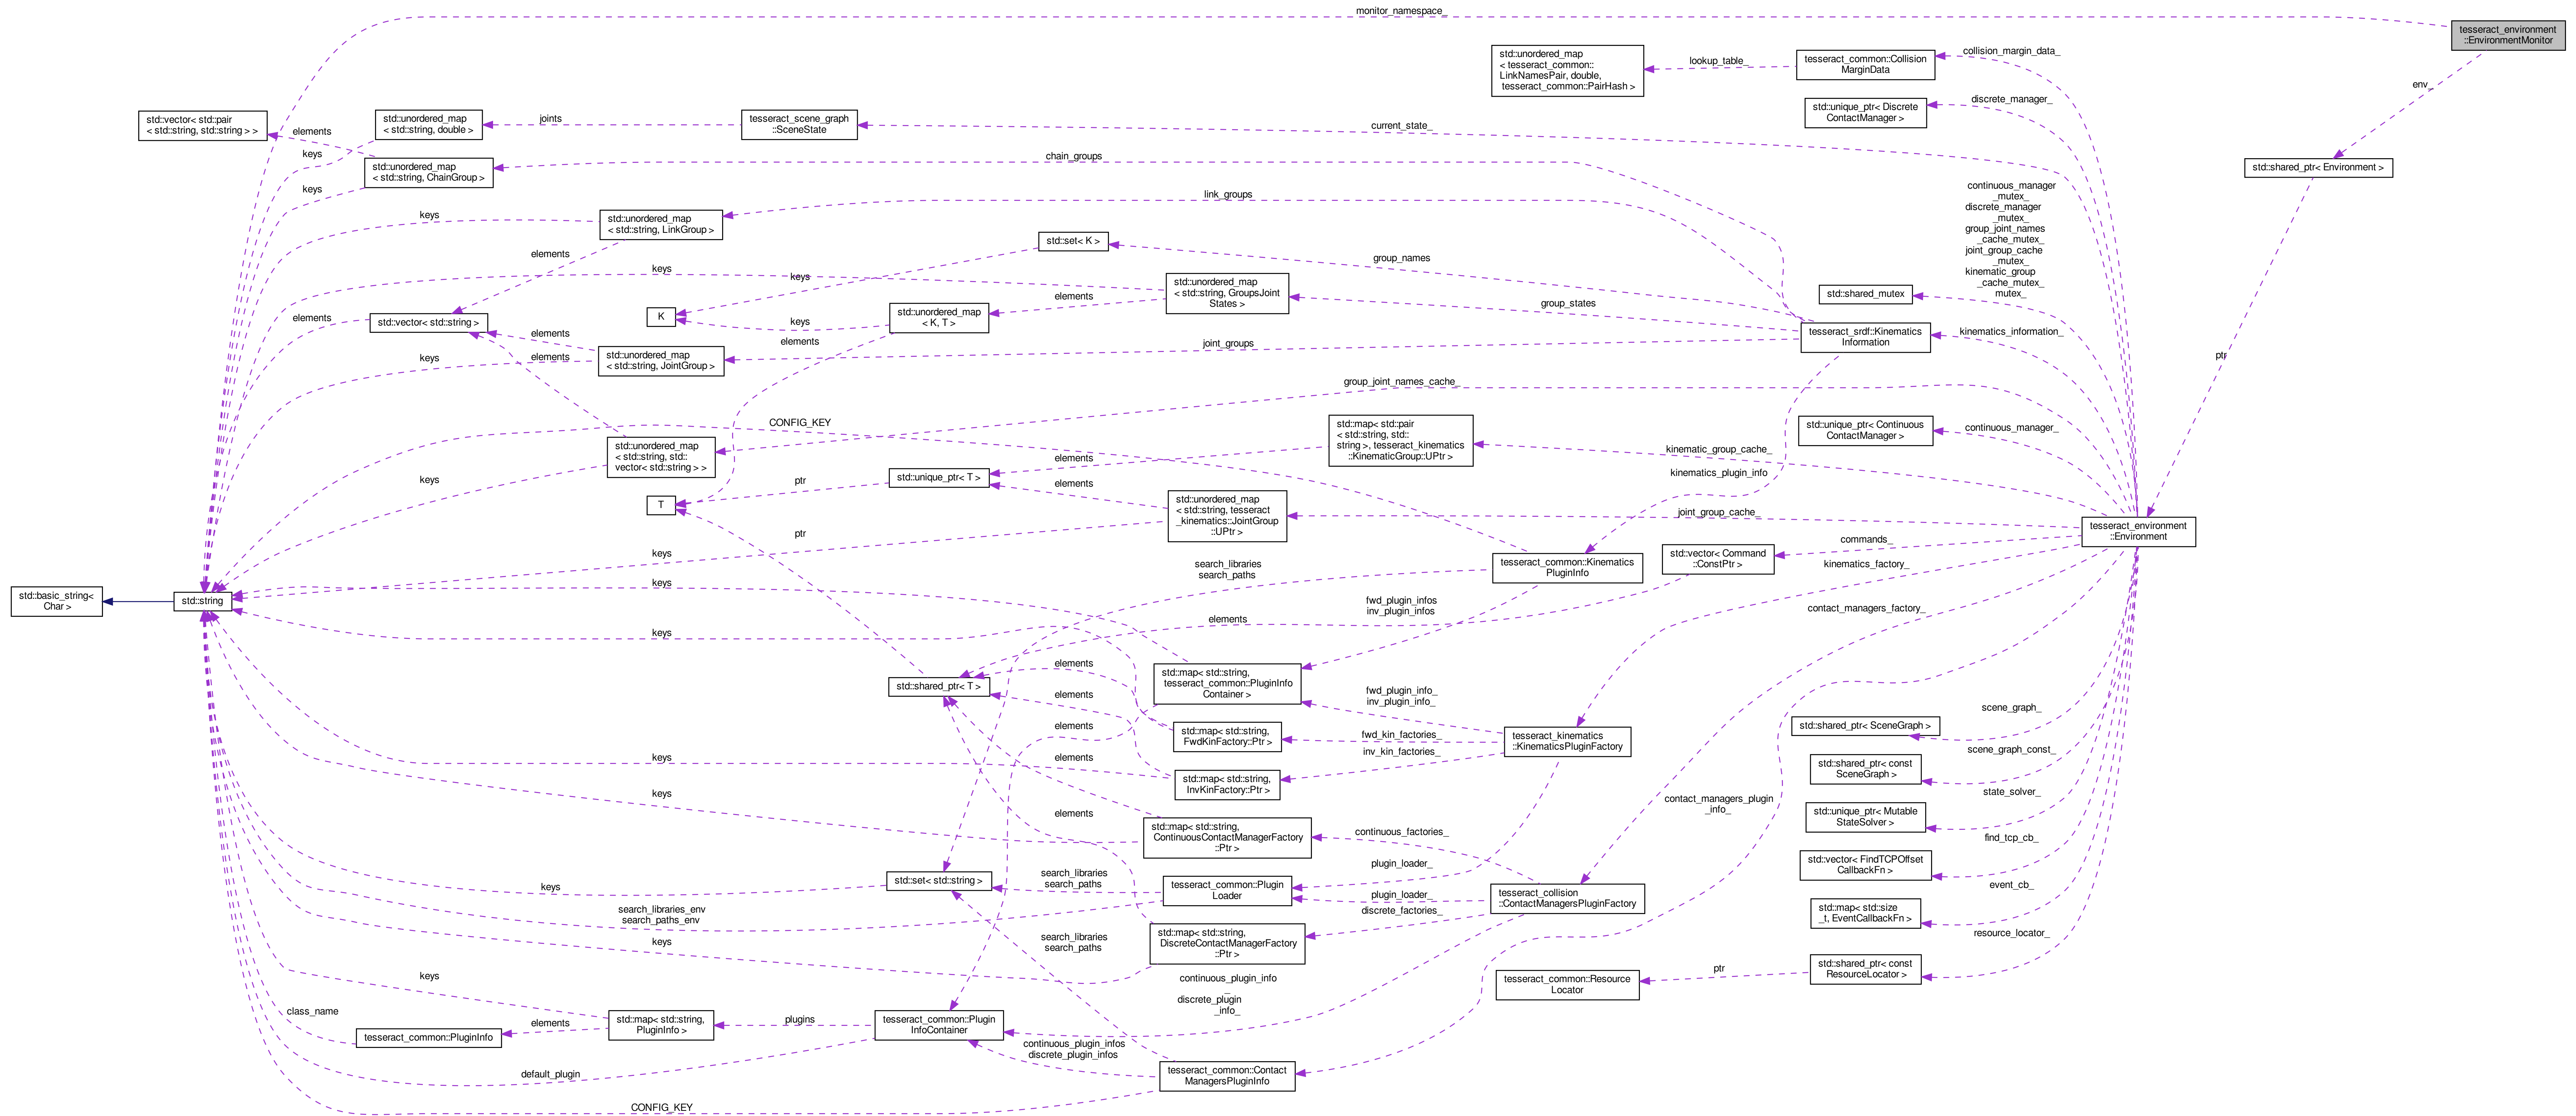 monitor_namespace_
tesseract_environment
::EnvironmentMonitor
env_
std::shared_ptr< Environment >
ptr
tesseract_environment
::Environment
std::unordered_map
< tesseract_common::
LinkNamesPair, double,
tesseract_common::PairHash >
lookup_table_
tesseract_common::Collision
MarginData
collision_margin_data_
std::unique_ptr< Discrete
ContactManager >
discrete_manager_
std::vector< std::pair
< std::string, std::string > >
elements
std::unordered_map
< std::string, double >
keys
joints
tesseract_scene_graph
::SceneState
current_state_
std::unordered_map
< std::string, ChainGroup >
keys
chain_groups
std::unordered_map
< std::string, LinkGroup >
keys
elements
link_groups
continuous_manager
_mutex_
discrete_manager
_mutex_
group_joint_names
_cache_mutex_
joint_group_cache
_mutex_
kinematic_group
_cache_mutex_
mutex_
std::shared_mutex
std::set< K >
keys
group_names
std::unordered_map
< std::string, GroupsJoint
States >
keys
elements
group_states
K
std::unordered_map
< K, T >
keys
elements
std::vector< std::string >
elements
tesseract_srdf::Kinematics
Information
kinematics_information_
std::unordered_map
< std::string, JointGroup >
elements
keys
joint_groups
elements
group_joint_names_cache_
CONFIG_KEY
std::unordered_map
< std::string, std::
vector< std::string > >
keys
std::map< std::pair
< std::string, std::
string >, tesseract_kinematics
::KinematicGroup::UPtr >
elements
kinematic_group_cache_
std::unique_ptr< Continuous
ContactManager >
continuous_manager_
kinematics_plugin_info
std::unique_ptr< T >
ptr
T
std::unordered_map
< std::string, tesseract
_kinematics::JointGroup
::UPtr >
elements
keys
joint_group_cache_
ptr
std::vector< Command
::ConstPtr >
commands_
elements
tesseract_common::Kinematics
PluginInfo
search_libraries
search_paths
fwd_plugin_infos
inv_plugin_infos
kinematics_factory_
contact_managers_factory_
std::basic_string<
Char >
std::string
keys
keys
std::map< std::string,
tesseract_common::PluginInfo
Container >
elements
fwd_plugin_info_
inv_plugin_info_
std::shared_ptr< T >
elements
std::map< std::string,
FwdKinFactory::Ptr >
fwd_kin_factories_
tesseract_kinematics
::KinematicsPluginFactory
elements
keys
std::map< std::string,
InvKinFactory::Ptr >
inv_kin_factories_
std::shared_ptr< SceneGraph >
scene_graph_
std::shared_ptr< const
SceneGraph >
scene_graph_const_
elements
keys
std::map< std::string,
ContinuousContactManagerFactory
::Ptr >
continuous_factories_
contact_managers_plugin
_info_
std::unique_ptr< Mutable
StateSolver >
state_solver_
elements
std::vector< FindTCPOffset
CallbackFn >
find_tcp_cb_
std::set< std::string >
keys
search_libraries
search_paths
tesseract_common::Plugin
Loader
plugin_loader_
plugin_loader_
tesseract_collision
::ContactManagersPluginFactory
search_libraries_env
search_paths_env
std::map< std::size
_t, EventCallbackFn >
event_cb_
keys
std::map< std::string,
DiscreteContactManagerFactory
::Ptr >
discrete_factories_
search_libraries
search_paths
tesseract_common::Resource
Locator
ptr
std::shared_ptr< const
ResourceLocator >
resource_locator_
continuous_plugin_info
_
discrete_plugin
_info_
keys
class_name
tesseract_common::PluginInfo
elements
std::map< std::string,
PluginInfo >
plugins
tesseract_common::Plugin
InfoContainer
default_plugin
continuous_plugin_infos
discrete_plugin_infos
tesseract_common::Contact
ManagersPluginInfo
CONFIG_KEY